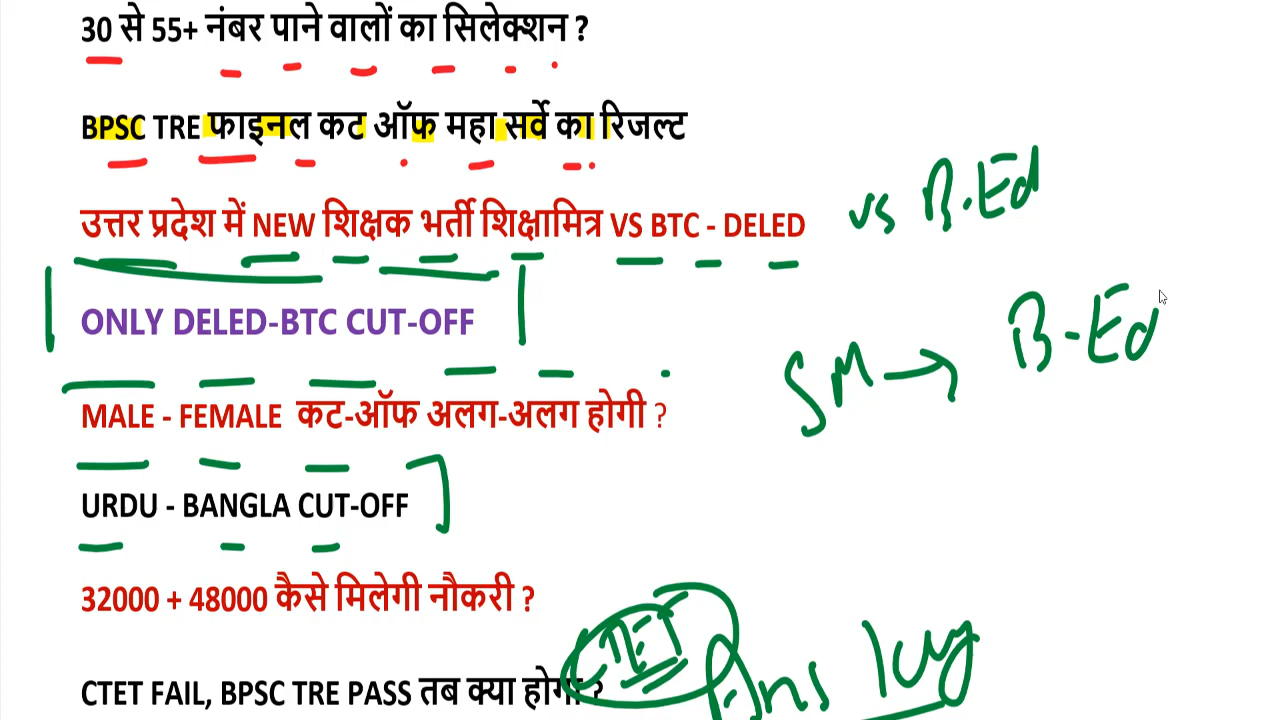 30 से 55+ नंबर पाने वालों का सिलेक्शन ?
BPSC TRE फाइनल कट ऑफ महा सर्वे का रिजल्ट
उत्तर प्रदेश में NEW शिक्षक भर्ती शिक्षामित्र VS BTC - DELED vs B.Ed
ONLY DELED-BTC CUT-OFF
SM → B-Ed
MALE - FEMALE कट-ऑफ अलग-अलग होगी ?
URDU - BANGLA CUT-OFF
32000 + 48000 कैसे मिलेगी नौकरी ?
CTET
Ans key
CTET FAIL, BPSC TRE PASS तब क्या होगा ?